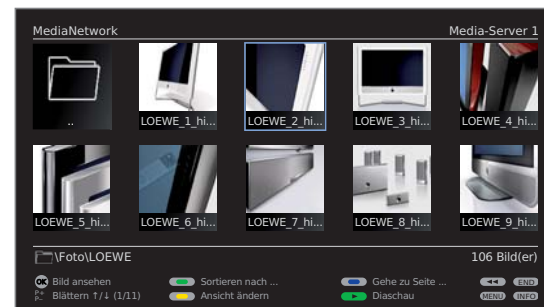 MediaNetwork Media-Server 1
..
LOEWE_1_hi... LOEWE_2_hi... LOEWE_3_hi... LOEWE_4_hi...
LOEWE_5_hi... LOEWE_6_hi... LOEWE_7_hi... LOEWE_8_hi... LOEWE_9_hi...
\Foto\LOEWE 106 Bild(er)
OK Bild ansehen Sortieren nach ... Gehe zu Seite ... ◄◄ END
P+ P– Blättern ↑/↓ (1/11) Ansicht ändern ► Diaschau MENU INFO